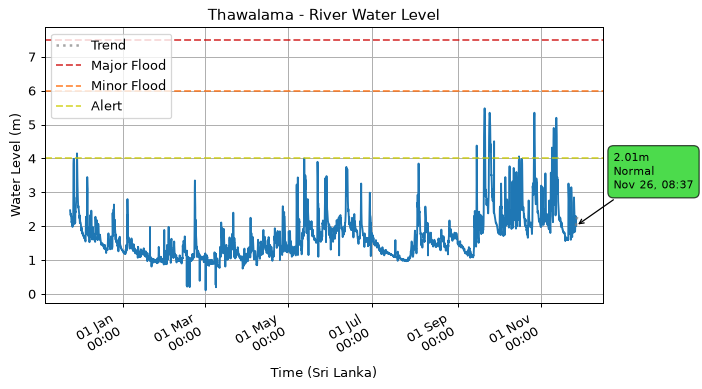 Thawalama - River Water Level
Trend
Major Flood
Minor Flood
Alert
Water Level (m)
7
6
5
4
3
2
1
0
2.01m
Normal
Nov 26, 08:37
01 Jan
00:00
01 Mar
00:00
01 May
00:00
01 Jul
00:00
01 Sep
00:00
01 Nov
00:00
Time (Sri Lanka)